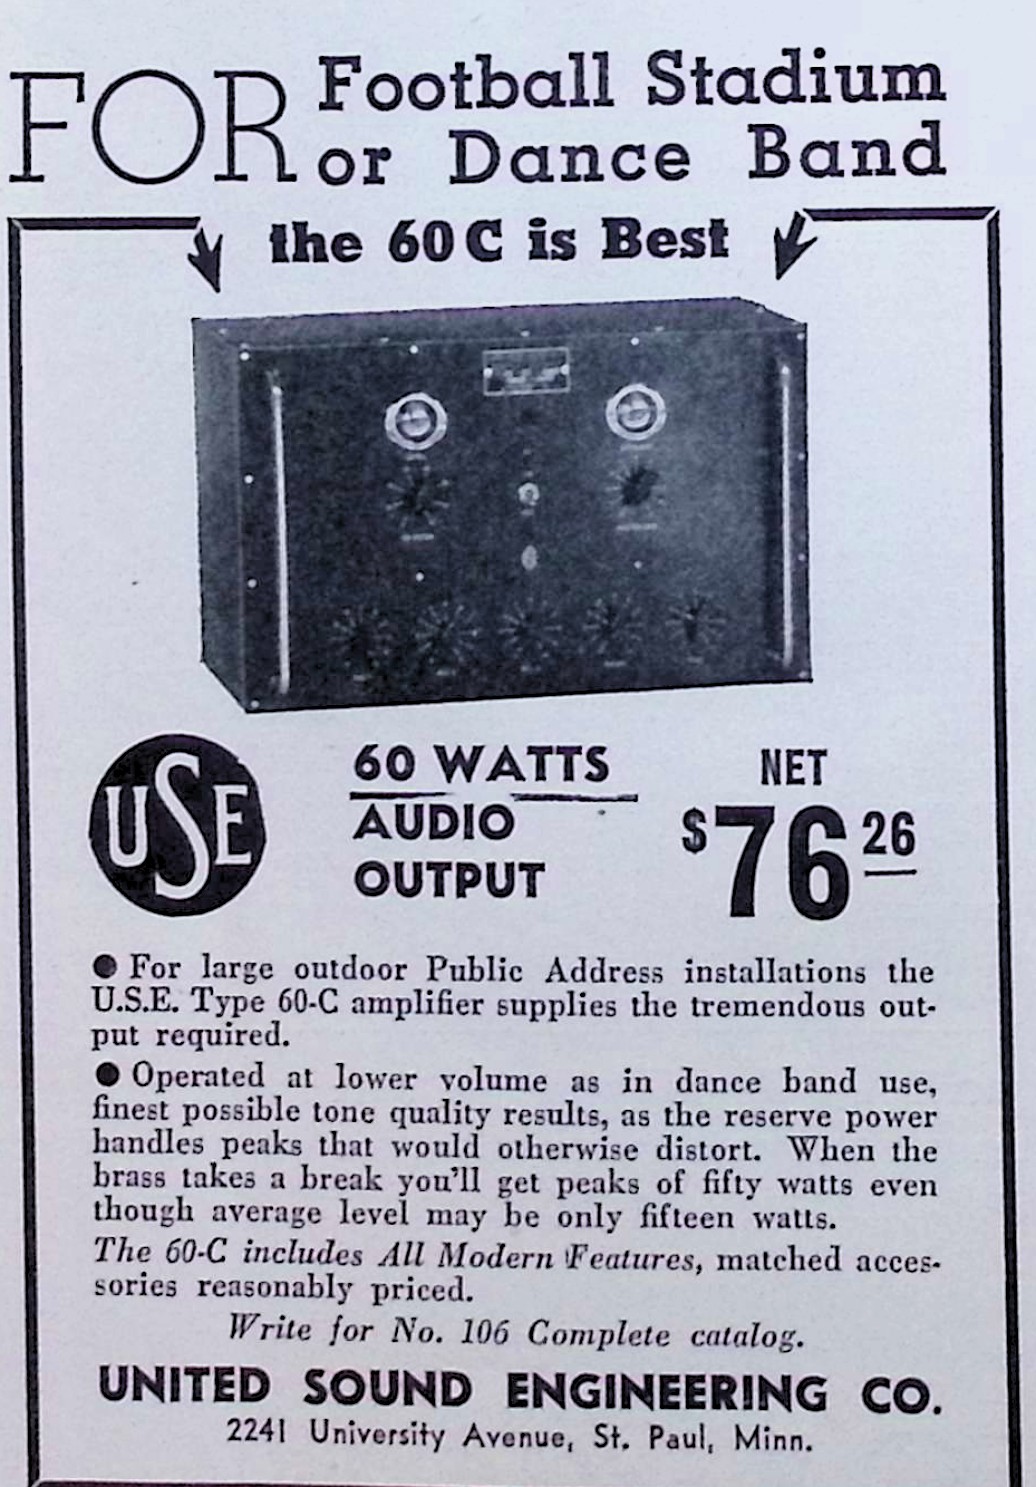 FOR Football Stadium
or Dance Band
the 60C is Best
USE
60 WATTS
AUDIO
OUTPUT
NET
$76 26
● For large outdoor Public Address installations the
U.S.E. Type 60-C amplifier supplies the tremendous out-
put required.
● Operated at lower volume as in dance band use,
finest possible tone quality results, as the reserve power
handles peaks that would otherwise distort. When the
brass takes a break you'll get peaks of fifty watts even
though average level may be only fifteen watts.
The 60-C includes All Modern Features, matched acces-
sories reasonably priced.
Write for No. 106 Complete catalog.
UNITED SOUND ENGINEERING CO.
2241 University Avenue, St. Paul, Minn.